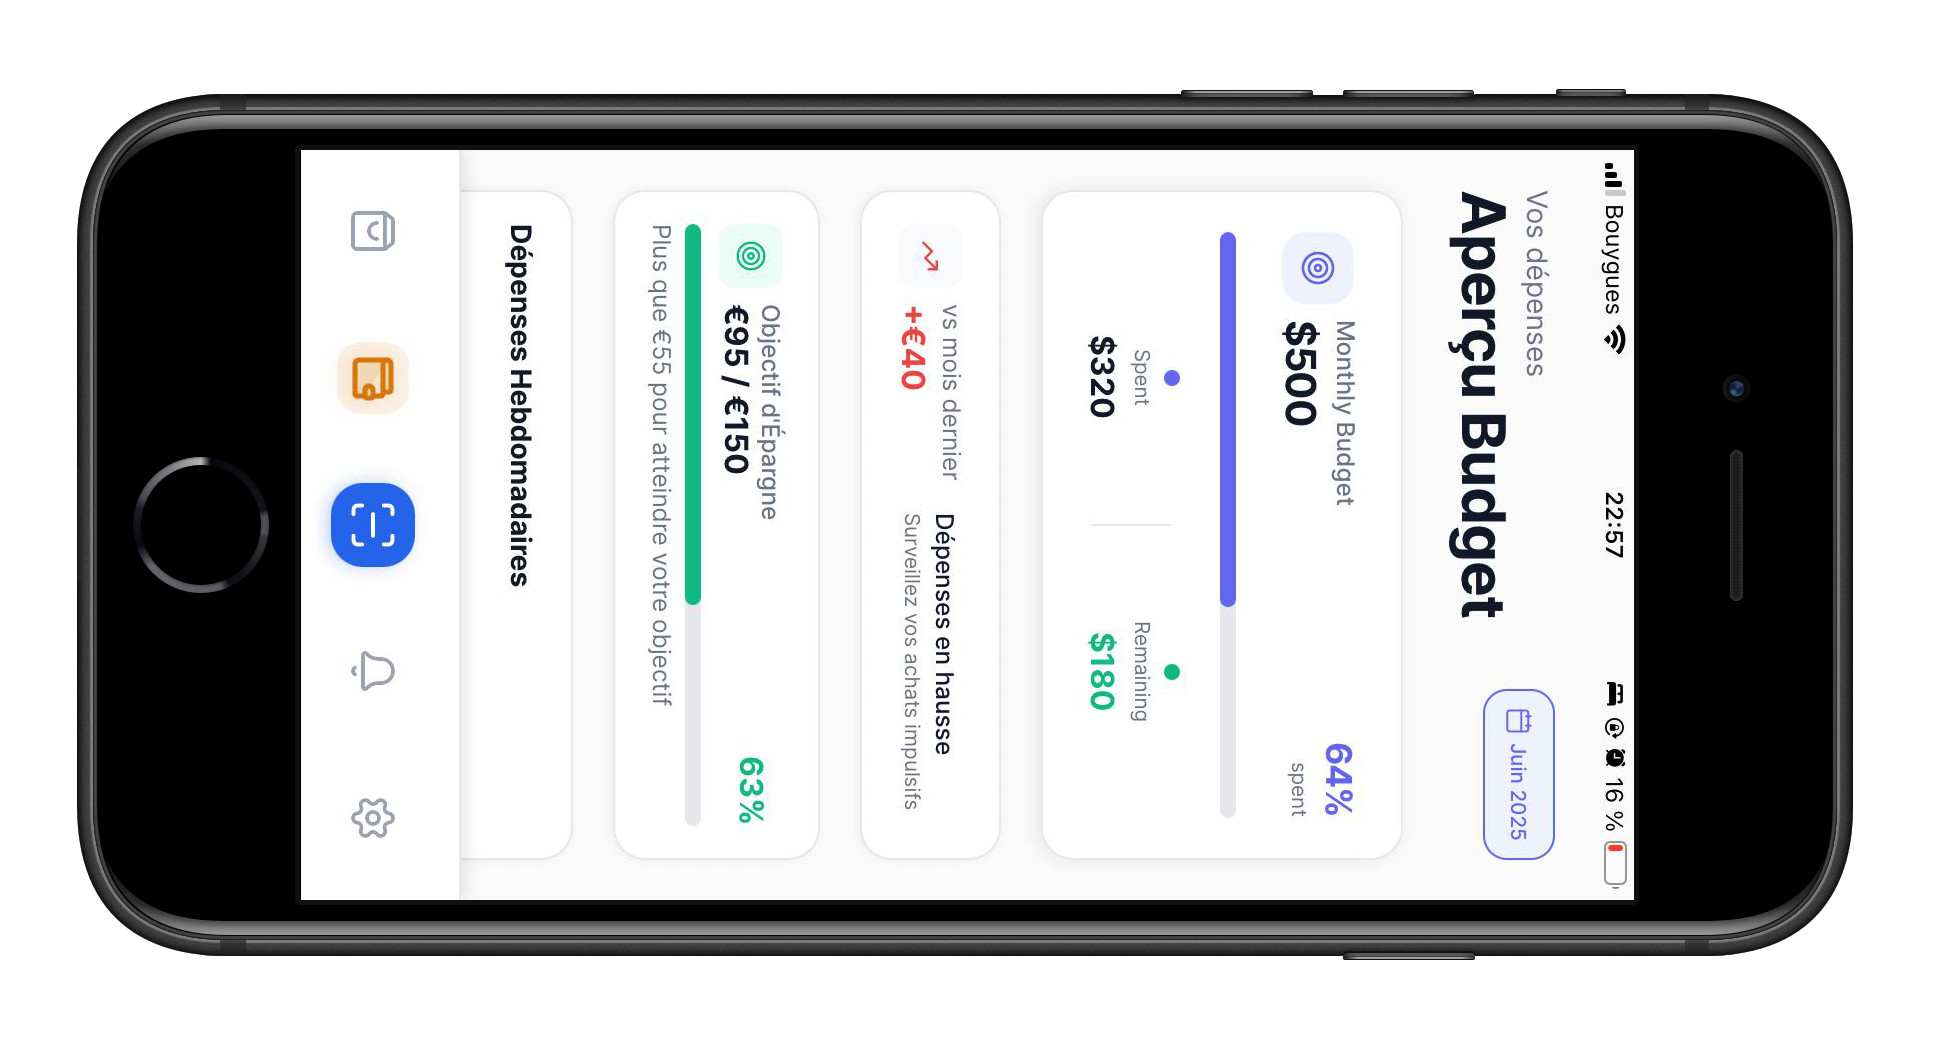 Bouygues 22:57 16 %
Vos dépenses
Aperçu Budget
Juin 2025
Monthly Budget
$500
64%
spent
Spent
$320
Remaining
$180
vs mois dernier
+€40
Dépenses en hausse
Surveillez vos achats impulsifs
Objectif d'Épargne
€95 / €150
63%
Plus que €55 pour atteindre votre objectif
Dépenses Hebdomadaires